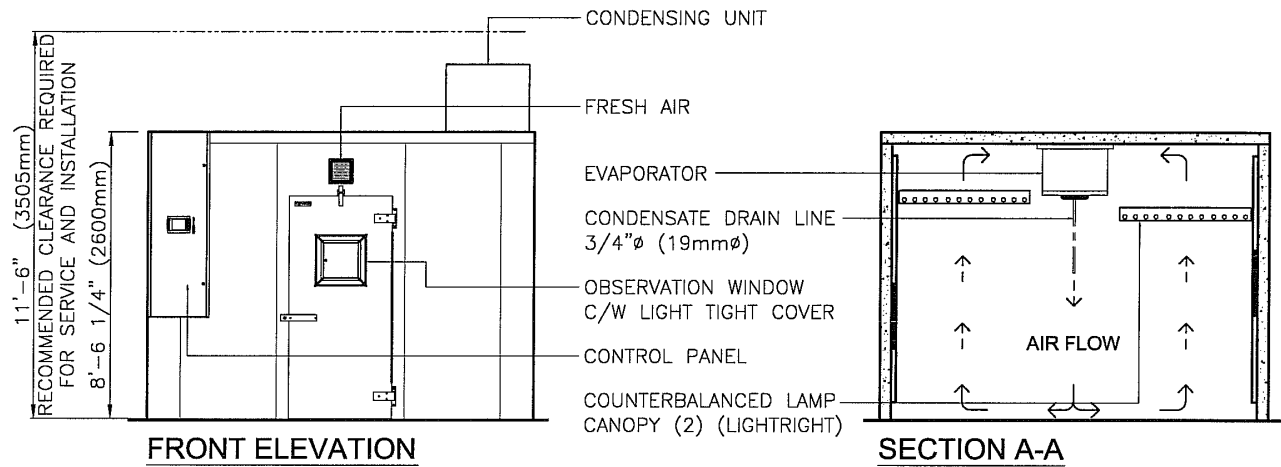 CONDENSING UNIT
11'-6" (3505mm)
RECOMMENDED CLEARANCE REQUIRED
FOR SERVICE AND INSTALLATION
8'-6 1/4" (2600mm)
FRESH AIR
EVAPORATOR
CONDENSATE DRAIN LINE
3/4"ø (19mmø)
OBSERVATION WINDOW
C/W LIGHT TIGHT COVER
CONTROL PANEL
COUNTERBALANCED LAMP
CANOPY (2) (LIGHTRIGHT)
AIR FLOW
FRONT ELEVATION
SECTION A-A